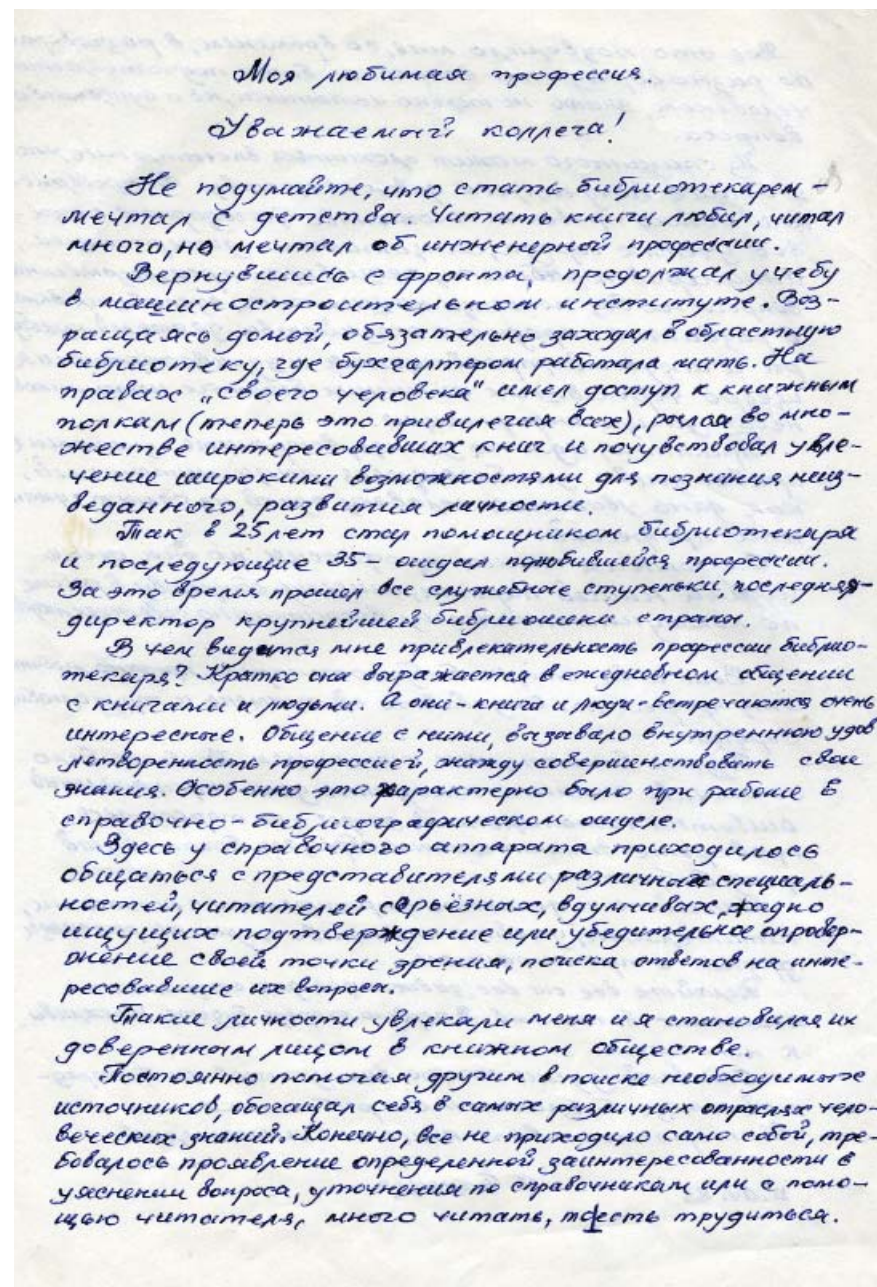 Моя любимая профессия.
Уважаемый коллега!
Не подумайте, что стать библиотекарем –
мечтал с детства. Читать книги любил, читал
много, но мечтал об инженерной профессии.
Вернувшись с фронта, продолжал учебу
в машиностроительном институте. Воз-
ращаясь домой, обязательно заходил в областную
библиотеку, где бухгалтером работала мать. На
правах „своего человека“ имел доступ к книжным
полкам (теперь это привилегия всех), рылся во мно-
жестве интересовавших книг и почувствовал увле-
чение широкими возможностями для познания неиз-
веданного, развития личности.
Так в 25 лет стал помощником библиотекаря
и последующие 35 – отдал полюбившейся профессии.
За это время прошел все служебные ступеньки, последняя –
директор крупнейшей библиотеки страны.
В чем видится мне привлекательность профессии библио-
текаря? Кратко она выражается в ежедневном общении
с книгами и людьми. А они – книга и люди – встречаются очень
интересные. Общение с ними, вызывало внутреннюю удов
летворенность профессией, жажду совершенствовать свои
знания. Особенно это характерно было при работе в
справочно-библиографическом отделе.
Здесь у справочного аппарата приходилось
общаться с представителями различных специаль-
ностей, читателей серьёзных, вдумчивых, жадно
ищущих подтверждение или убедительное опровер-
жение своей точки зрения, поиска ответов на инте-
ресовавшие их вопросы.
Такие личности увлекали меня и я становился их
доверенным лицом в книжном обществе.
Постоянно помогая другим в поиске необходимых
источников, обогащал себя в самых различных отраслях чело-
веческих знаний. Конечно, все не приходило само собой, тре-
бовалось проявление определенной заинтересованности в
уяснении вопроса, уточнения по справочникам или с помо-
щью читателя, много читать, то есть трудиться.